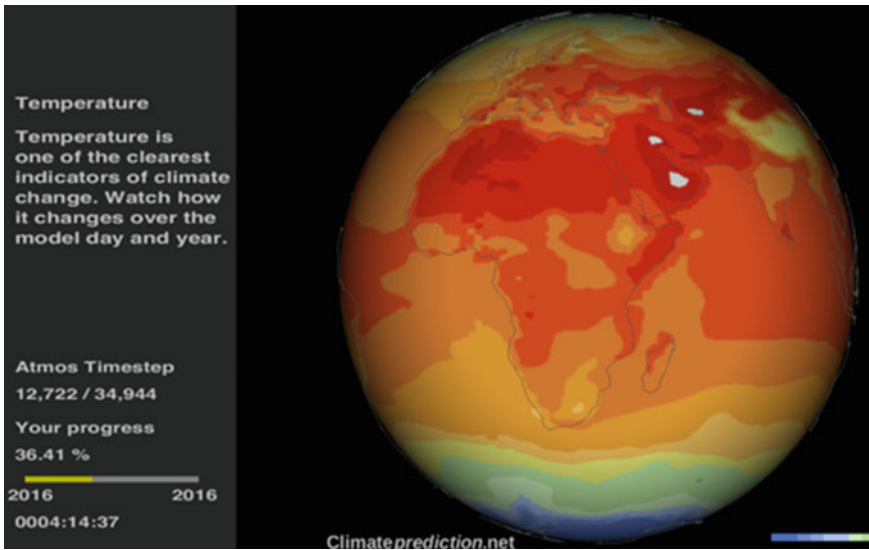 Temperature
Temperature is
one of the clearest
indicators of climate
change. Watch how
it changes over the
model day and year.
Atmos Timestep
12,722 / 34,944
Your progress
36.41 %
2016 2016
0004:14:37
Climateprediction.net